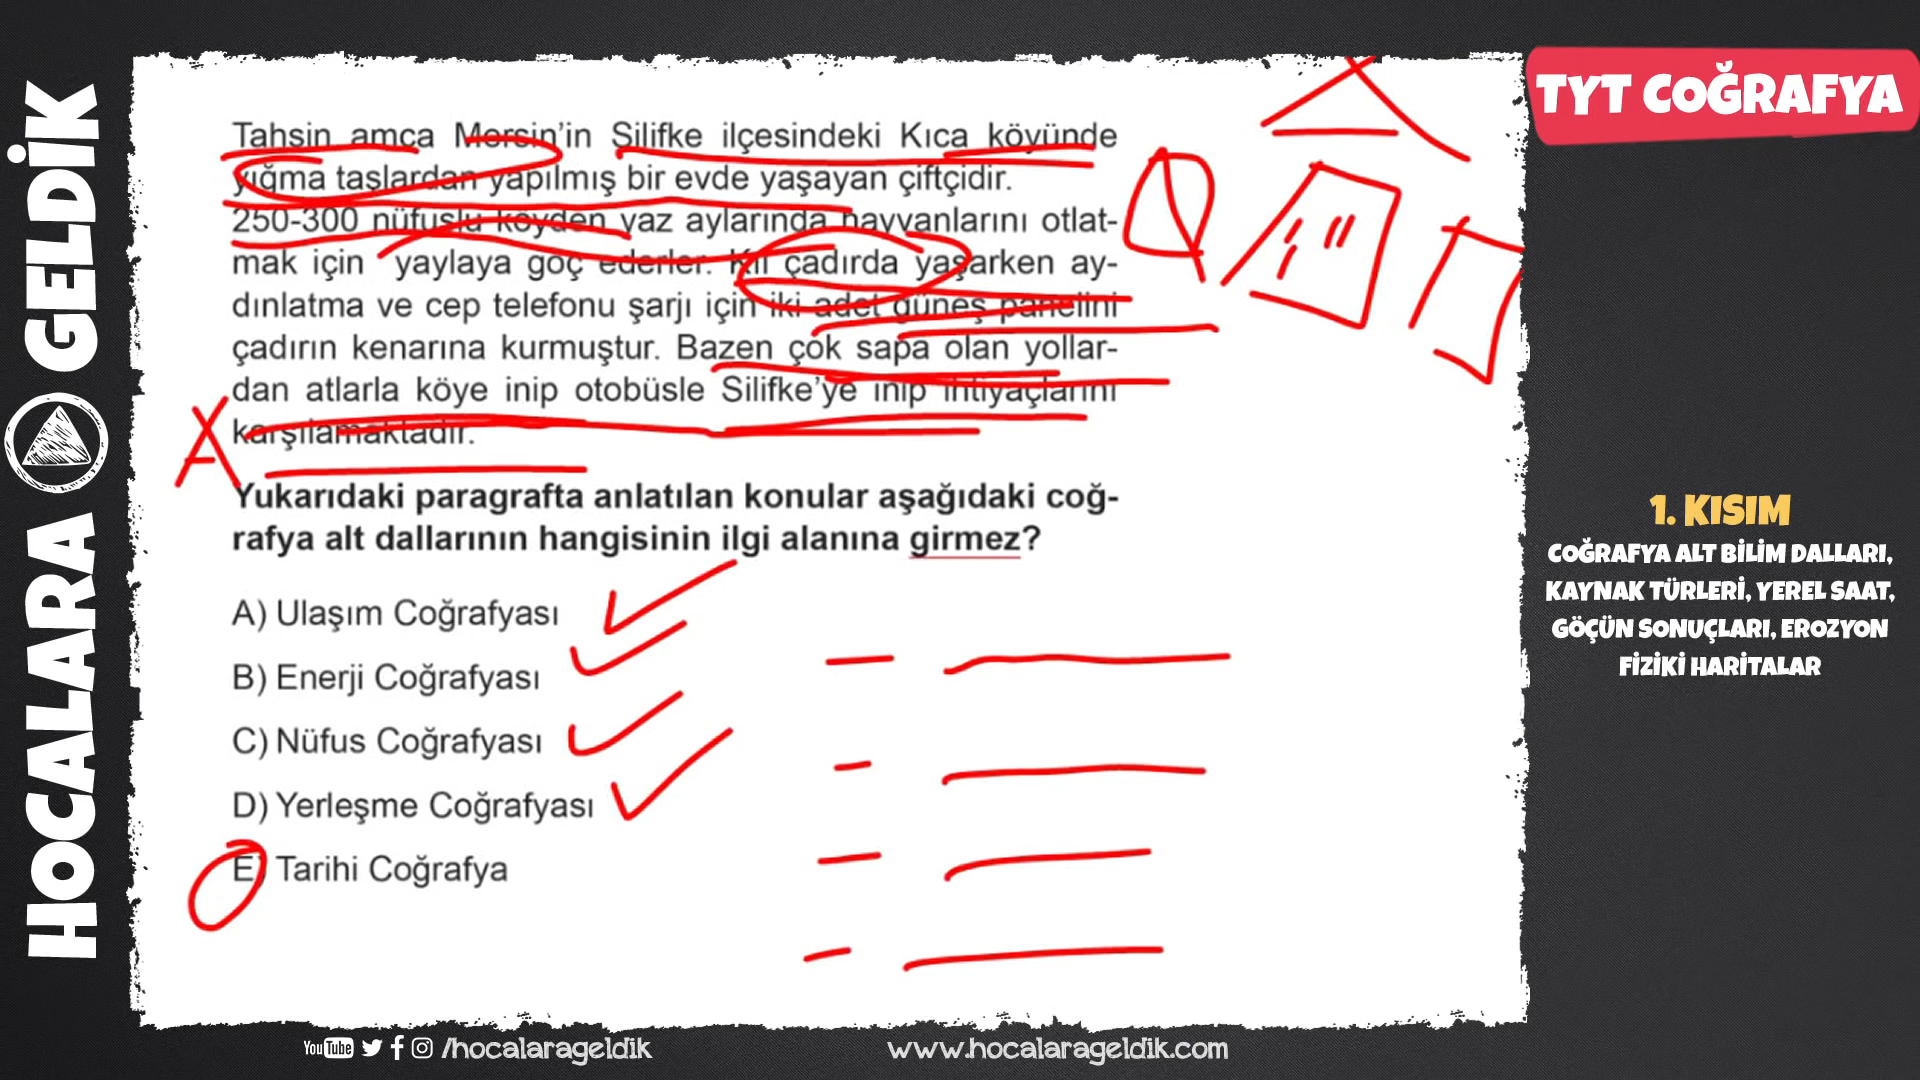 HOCALARA GELDİK
TYT COĞRAFYA
Tahsin amca Mersin'in Silifke ilçesindeki Kıca köyünde
yığma taşlardan yapılmış bir evde yaşayan çiftçidir.
250-300 nüfuslu köyden yaz aylarında hayvanlarını otlat-
mak için yaylaya göç ederler. Kıl çadırda yaşarken ay-
dınlatma ve cep telefonu şarjı için iki adet güneş panelini
çadırın kenarına kurmuştur. Bazen çok sapa olan yollar-
dan atlarla köye inip otobüsle Silifke'ye inip ihtiyaçlarını
karşılamaktadır.
Yukarıdaki paragrafta anlatılan konular aşağıdaki coğ-
rafya alt dallarının hangisinin ilgi alanına girmez?
A) Ulaşım Coğrafyası
B) Enerji Coğrafyası
C) Nüfus Coğrafyası
D) Yerleşme Coğrafyası
E) Tarihi Coğrafya
1. KISIM
COĞRAFYA ALT BİLİM DALLARI,
KAYNAK TÜRLERİ, YEREL SAAT,
GÖÇÜN SONUÇLARI, EROZYON
FİZİKİ HARİTALAR
YouTube /hocalarageldik
www.hocalarageldik.com